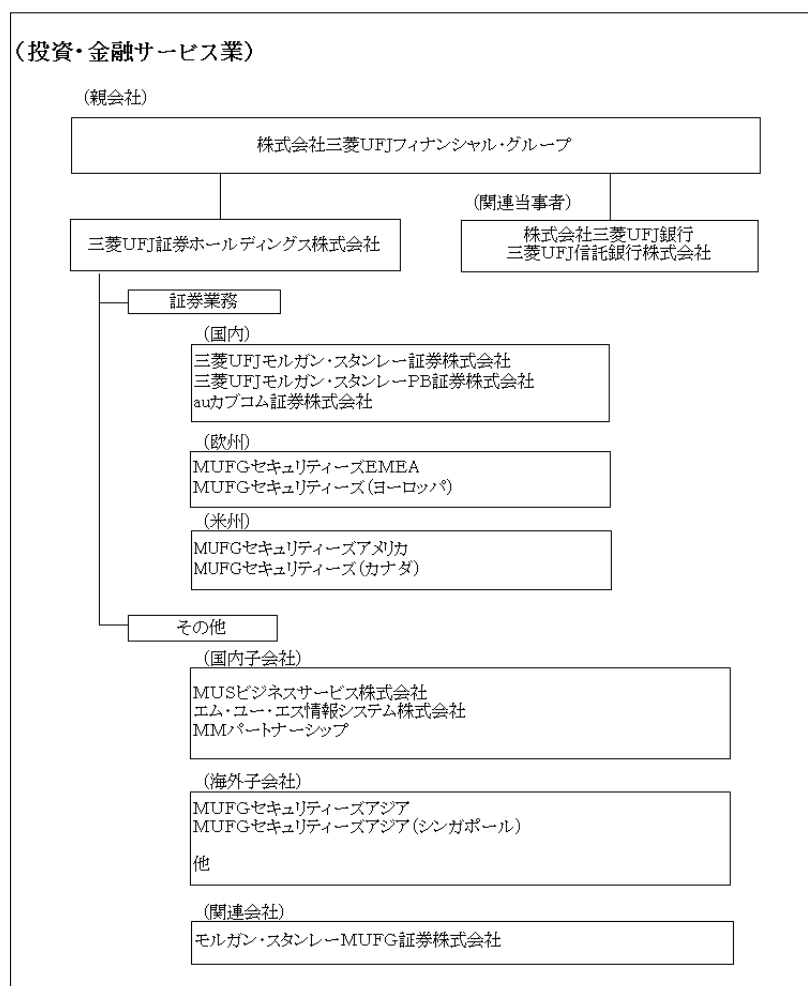 (投資・金融サービス業)
(親会社)
株式会社三菱UFJフィナンシャル・グループ
(関連当事者)
三菱UFJ証券ホールディングス株式会社
株式会社三菱UFJ銀行
三菱UFJ信託銀行株式会社
証券業務
(国内)
三菱UFJモルガン・スタンレー証券株式会社
三菱UFJモルガン・スタンレーPB証券株式会社
auカブコム証券株式会社
(欧州)
MUFGセキュリティーズEMEA
MUFGセキュリティーズ(ヨーロッパ)
(米州)
MUFGセキュリティーズアメリカ
MUFGセキュリティーズ(カナダ)
その他
(国内子会社)
MUSビジネスサービス株式会社
エム・ユー・エス情報システム株式会社
MMパートナーシップ
(海外子会社)
MUFGセキュリティーズアジア
MUFGセキュリティーズアジア(シンガポール)
他
(関連会社)
モルガン・スタンレーMUFG証券株式会社